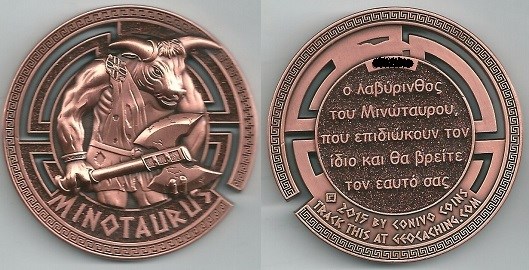 MINOTAURUS
ο λαβύρινθος
του Μινώταυρου,
που επιδιώκουν τον
ίδιο και θα βρείτε
τον εαυτό σας
2015 BY CONIVO COINS
TRACK THIS AT GEOCACHING.COM